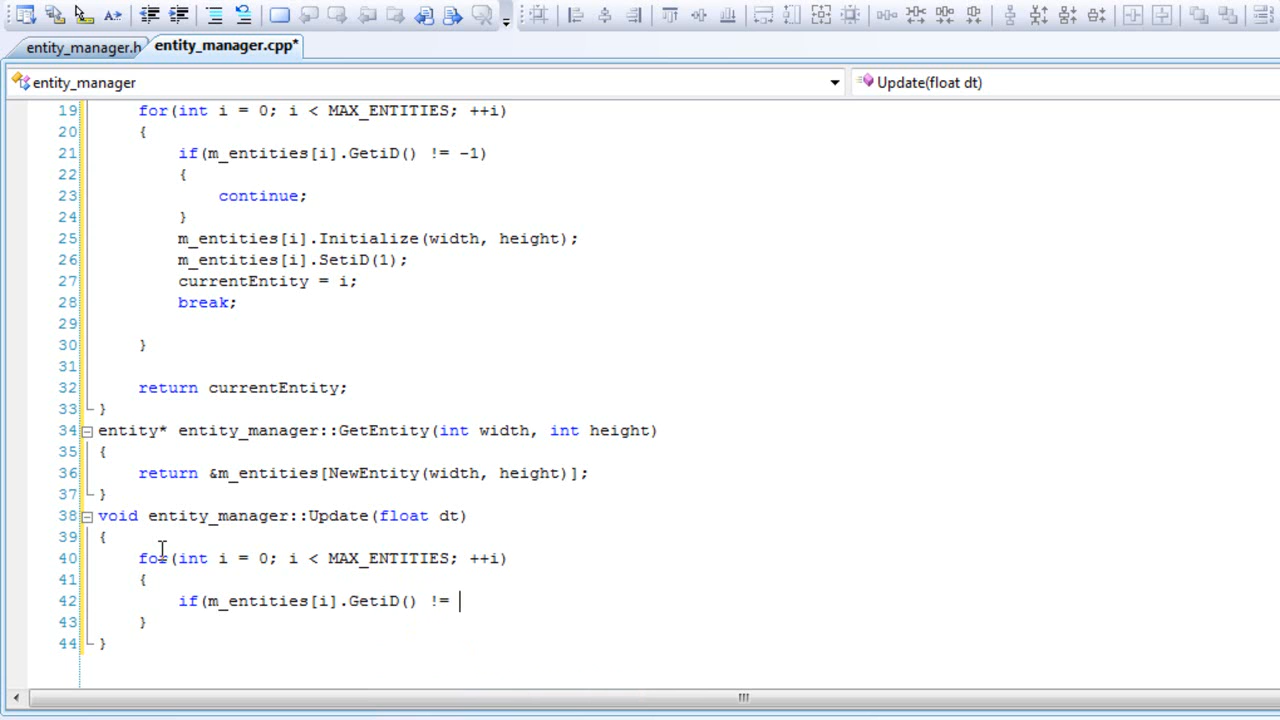 entity_manager.h
entity_manager.cpp*
entity_manager
Update(float dt)
19 for(int i = 0; i < MAX_ENTITIES; ++i)
20 {
21 if(m_entities[i].GetiD() != -1)
22 {
23 continue;
24 }
25 m_entities[i].Initialize(width, height);
26 m_entities[i].SetiD(1);
27 currentEntity = i;
28 break;
29
30 }
31
32 return currentEntity;
33 }
34 entity* entity_manager::GetEntity(int width, int height)
35 {
36 return &m_entities[NewEntity(width, height)];
37 }
38 void entity_manager::Update(float dt)
39 {
40 for(int i = 0; i < MAX_ENTITIES; ++i)
41 {
42 if(m_entities[i].GetiD() !=
43 }
44 }